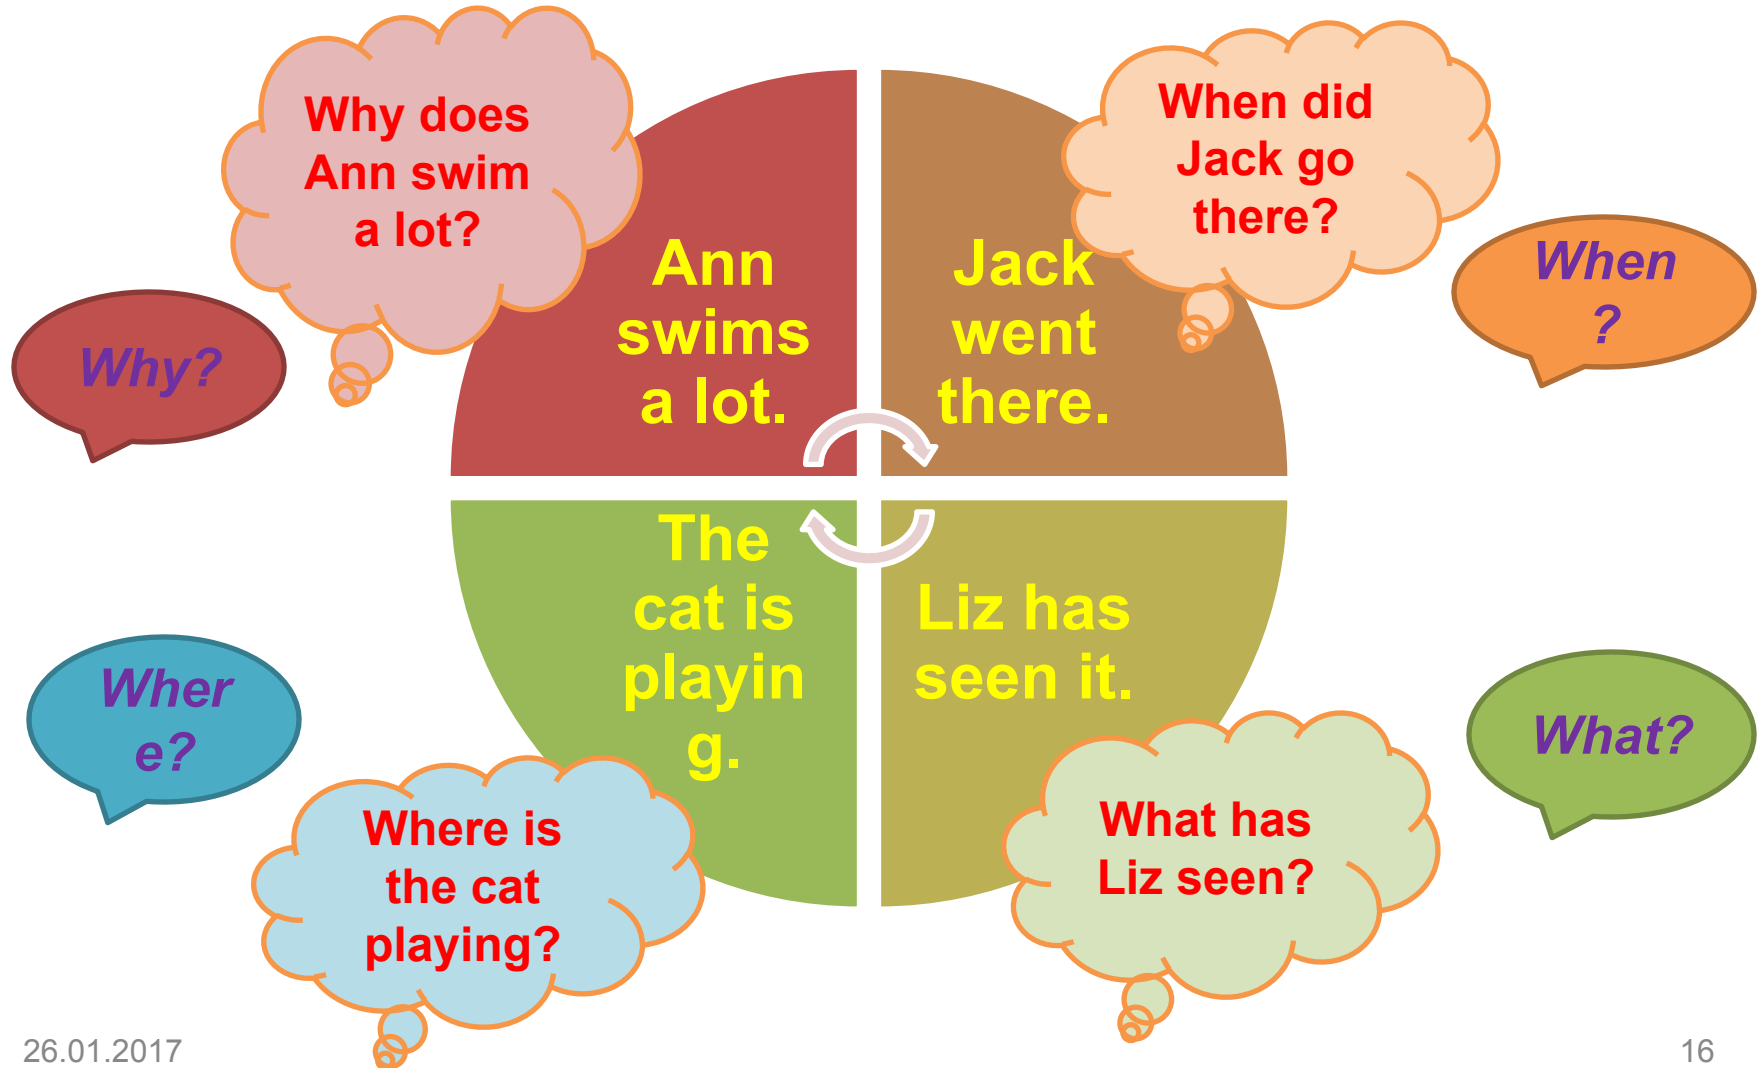 Why does
Ann swim
a lot?
When did
Jack go
there?
Ann
swims
a lot.
Jack
went
there.
Why?
When
?
The
cat is
playin
g.
Liz has
seen it.
Wher
e?
What?
Where is
the cat
playing?
What has
Liz seen?
26.01.2017
16